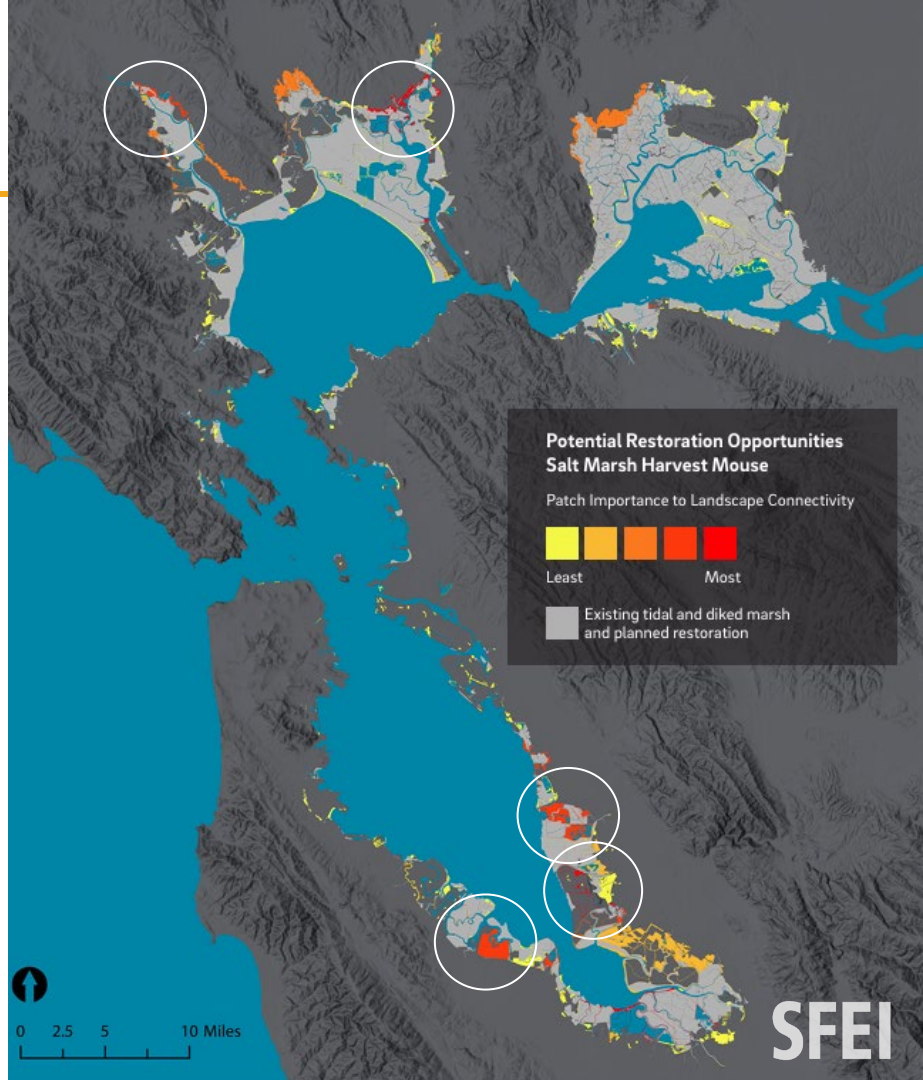 Potential Restoration Opportunities
Salt Marsh Harvest Mouse
Patch Importance to Landscape Connectivity
Least Most
Existing tidal and diked marsh
and planned restoration
0 2.5 5 10 Miles
SFEI